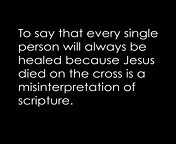 To say that every single
person will always be
healed because Jesus
died on the cross is a
misinterpretation of
scripture.